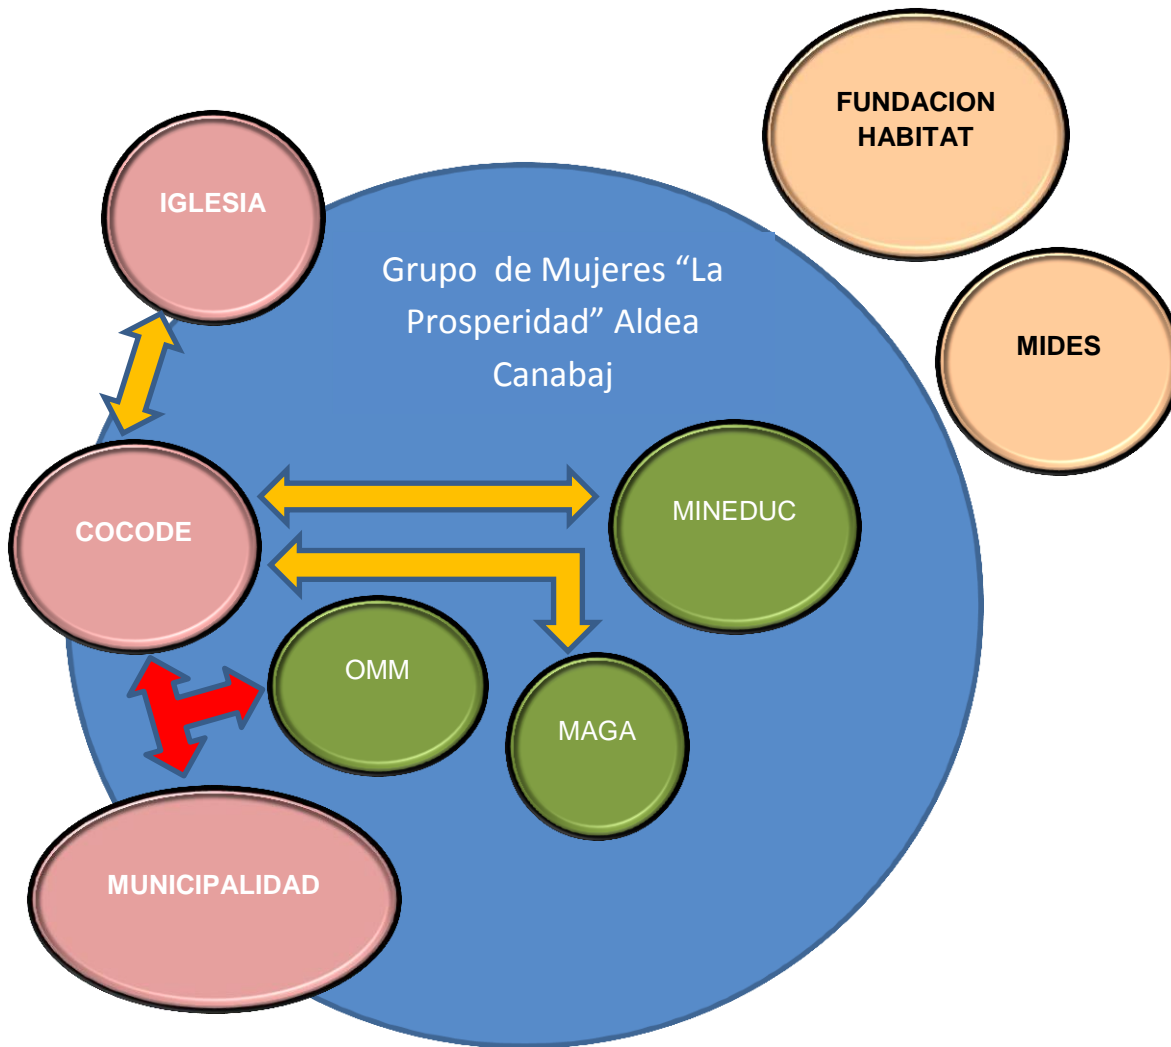 FUNDACION
HABITAT
IGLESIA
Grupo de Mujeres “La
Prosperidad” Aldea
Canabaj
MIDES
MINEDUC
COCODE
OMM
MAGA
MUNICIPALIDAD